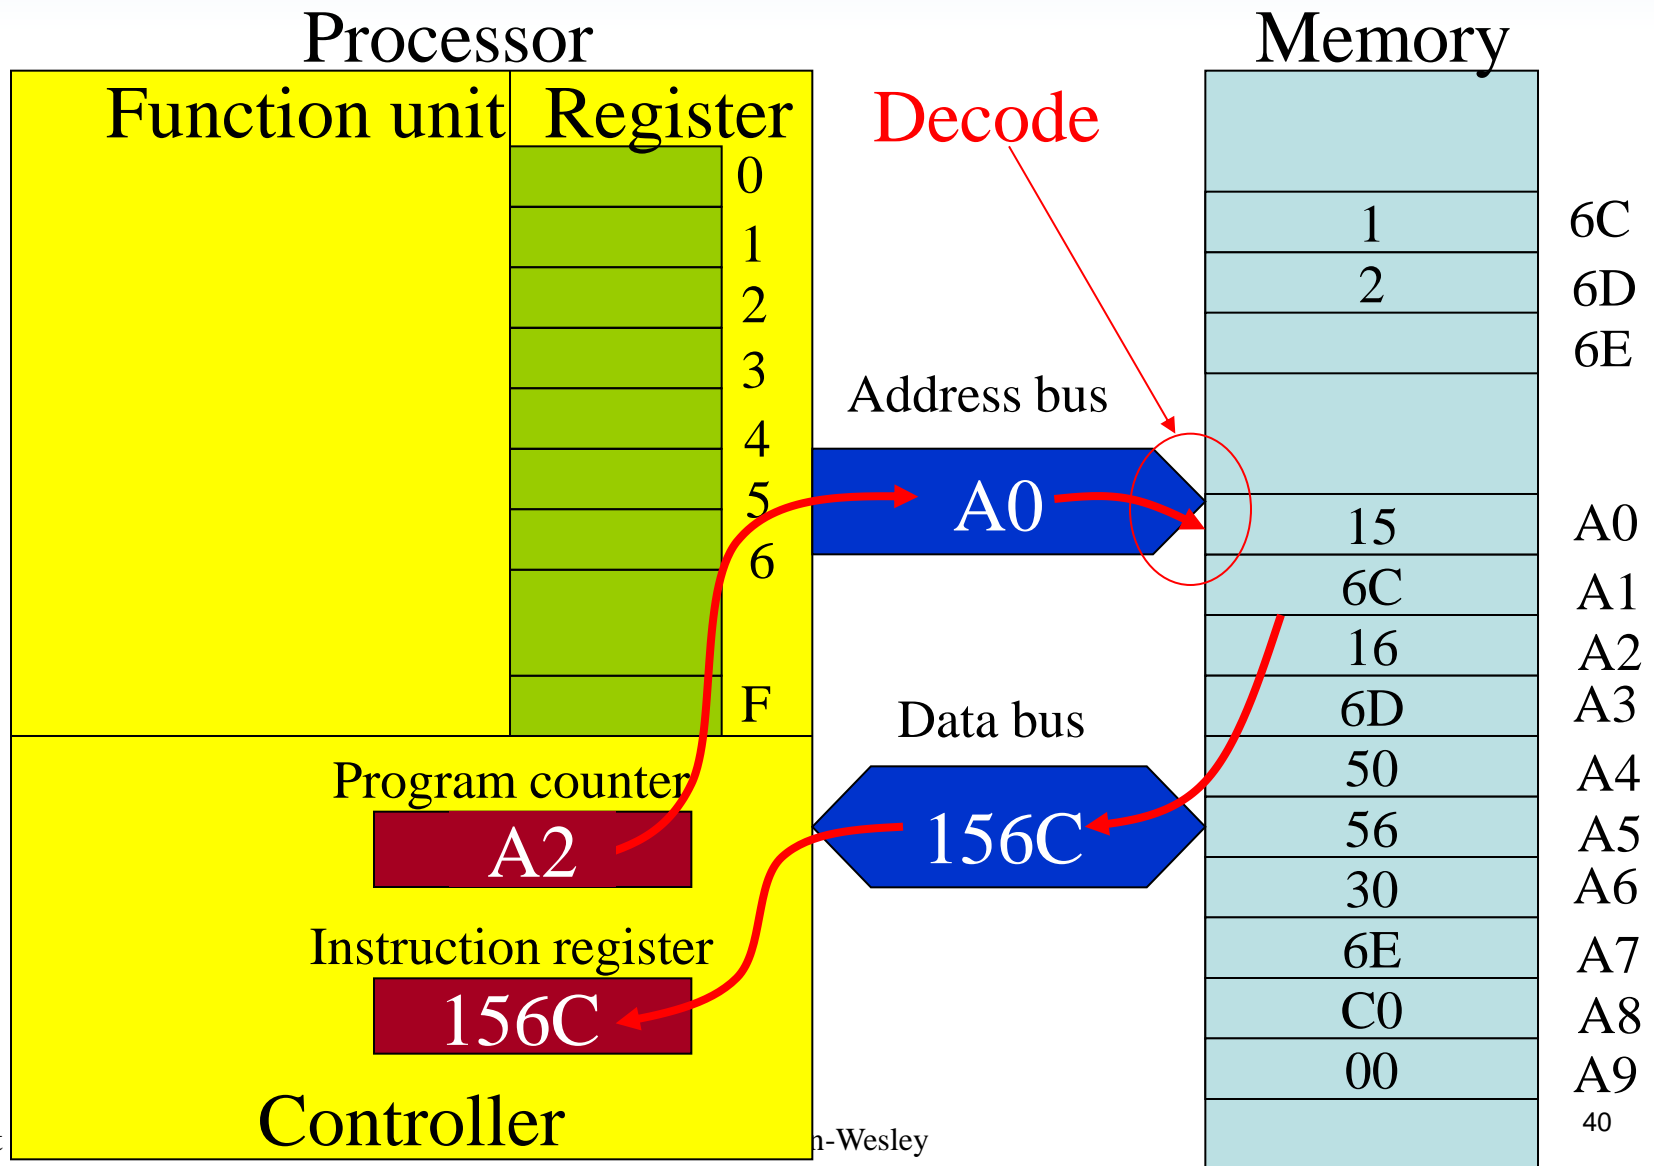 Processor
Memory
Function unit
Register
Decode
0
1
2
3
4
5
6
F
Address bus
A0
Data bus
156C
Program counter
A2
Instruction register
156C
Controller
1 6C
2 6D
6E
15 A0
6C A1
16 A2
6D A3
50 A4
56 A5
30 A6
6E A7
C0 A8
00 A9
n-Wesley
40